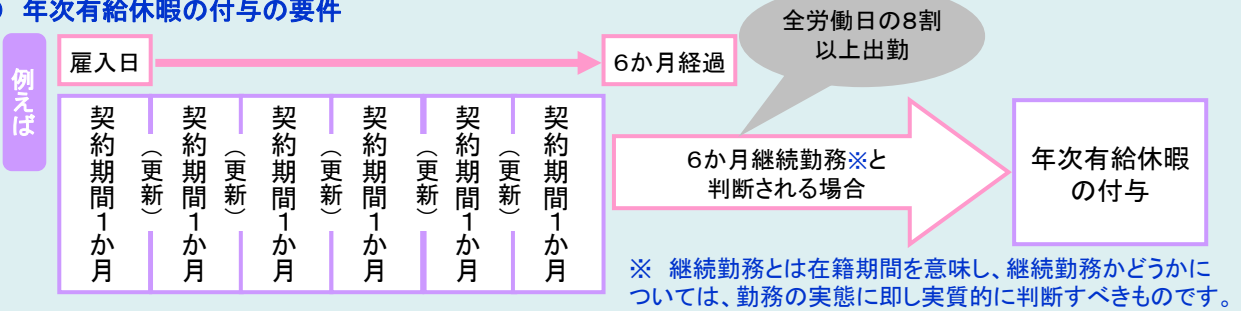 年次有給休暇の付与の要件
例えば
雇入日
6か月経過
全労働日の8割
以上出勤
契約期間1か月
（更新）
契約期間1か月
（更新）
契約期間1か月
（更新）
契約期間1か月
（更新）
契約期間1か月
（更新）
契約期間1か月
6か月継続勤務※と
判断される場合
年次有給休暇
の付与
※　継続勤務とは在籍期間を意味し、継続勤務かどうかに
ついては、勤務の実態に即し実質的に判断すべきものです。